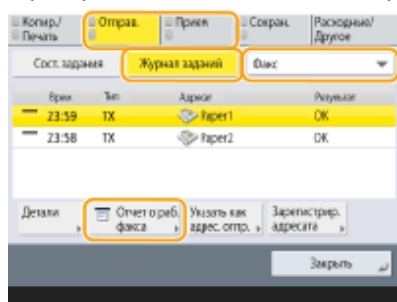 Копир./
Печать
Отправ.
Прием
Сохран.
Расходные/
Другое
Сост. задания
Журнал заданий
Факс
Врем.
Тип
Адресат
Результат
23:59 TX Paper1 OK
23:58 TX Paper2 OK
Детали
Отчет о раб.
факса
Указать как
адрес. отпр.
Зарегистрир.
адресата
Закрыть